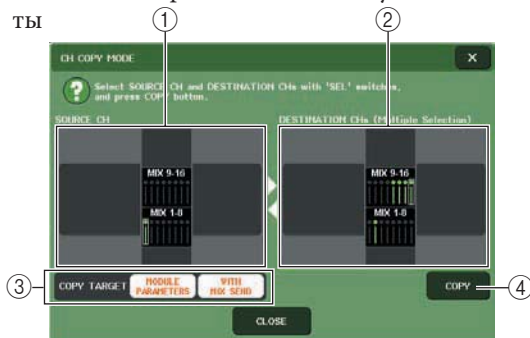 ты
① ②
CH COPY MODE ×
? Select SOURCE CH and DESTINATION CHs with 'SEL' switches,
and press COPY button.
SOURCE CH DESTINATION CHs (Multiple Selection)
MIX 9-16 MIX 9-16
MIX 1-8 MIX 1-8
③ COPY TARGET MODULE PARAMETERS WITH MIX SEND COPY ④
CLOSE